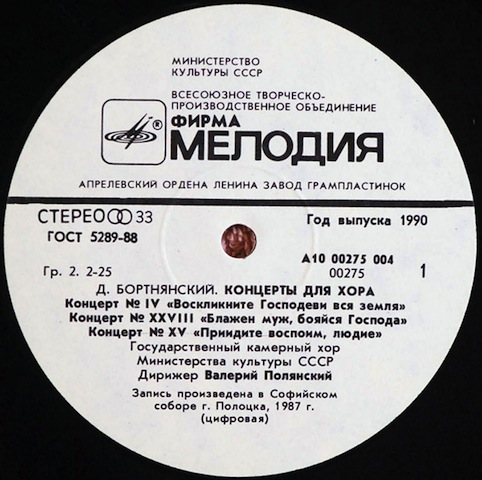 МИНИСТЕРСТВО
КУЛЬТУРЫ СССР
ВСЕСОЮЗНОЕ ТВОРЧЕСКО-
ПРОИЗВОДСТВЕННОЕ ОБЪЕДИНЕНИЕ
ФИРМА
МЕЛОДИЯ
АПРЕЛЕВСКИЙ ОРДЕНА ЛЕНИНА ЗАВОД ГРАМПЛАСТИНОК
СТЕРЕО 33
Год выпуска 1990
ГОСТ 5289-88
А10 00275 004
Гр. 2. 2-25
00275
1
Д. БОРТНЯНСКИЙ. КОНЦЕРТЫ ДЛЯ ХОРА
Концерт № IV «Воскликните Господеви вся земля»
Концерт № XXVIII «Блажен муж, бояйся Господа»
Концерт № XV «Приидите воспоим, людие»
Государственный камерный хор
Министерства культуры СССР
Дирижер Валерий Полянский
Запись произведена в Софийском
соборе г. Полоцка, 1987 г.
(цифровая)